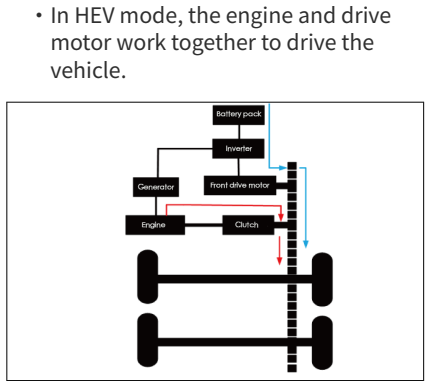 • In HEV mode, the engine and drive
motor work together to drive the
vehicle.
Battery pack
Inverter
Generator
Front drive motor
Engine
Clutch